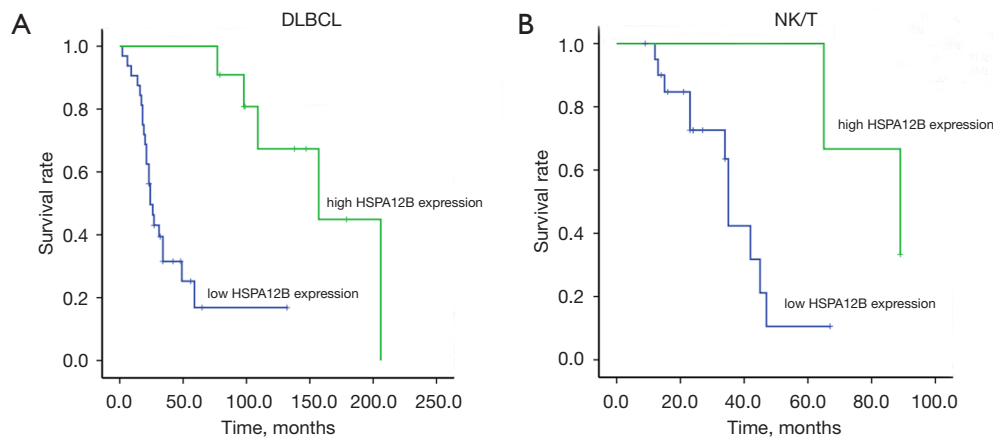 A
DLBCL
1.0
0.8
0.6
0.4
0.2
0.0
Survival rate
high HSPA12B expression
low HSPA12B expression
0.0 50.0 100.0 150.0 200.0 250.0
Time, months
B
NK/T
1.0
0.8
0.6
0.4
0.2
0.0
Survival rate
high HSPA12B expression
low HSPA12B expression
0.0 20.0 40.0 60.0 80.0 100.0
Time, months